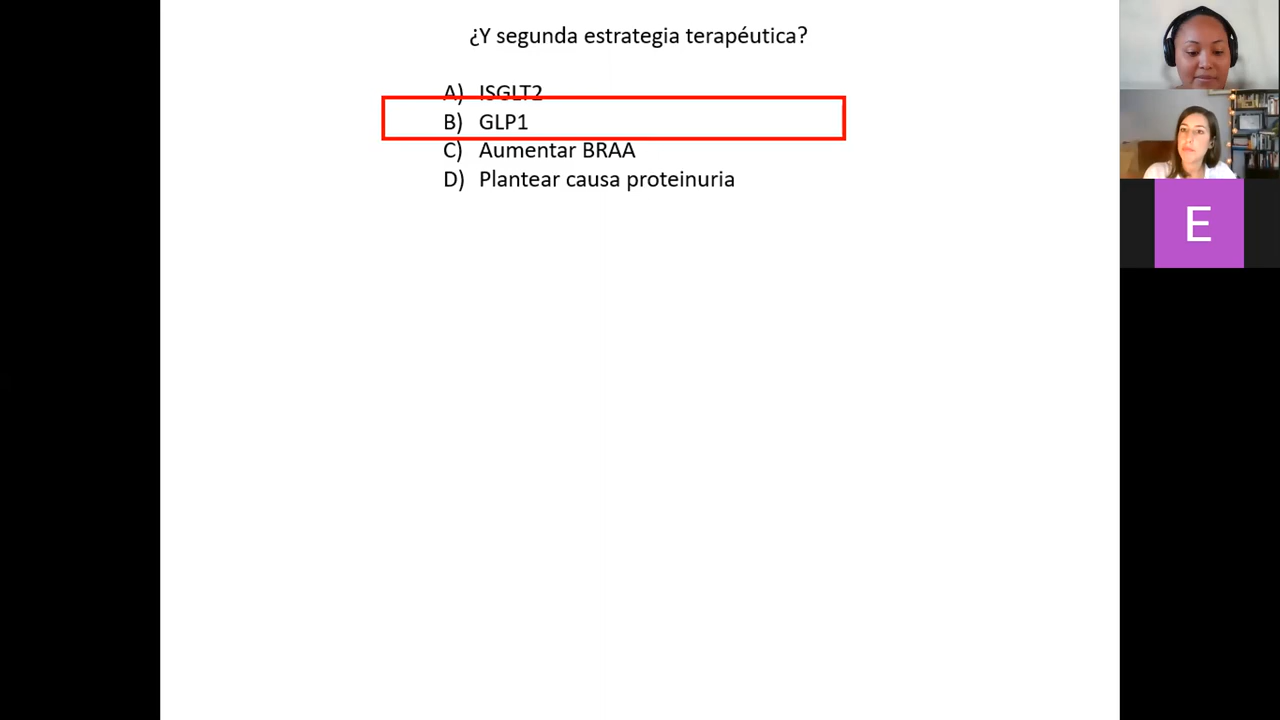 ¿Y segunda estrategia terapéutica?
A) ISGLT2
B) GLP1
C) Aumentar BRAA
D) Plantear causa proteinuria
E